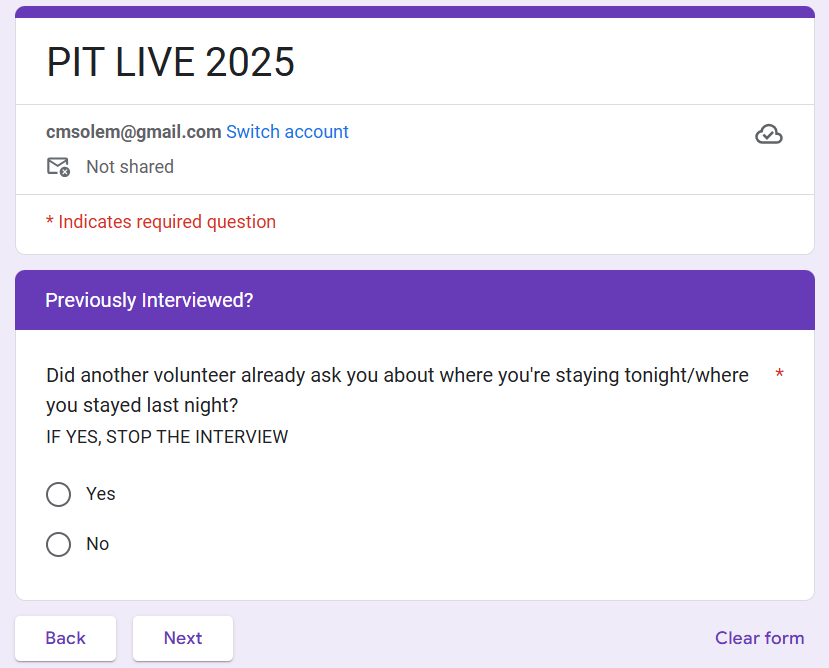 PIT LIVE 2025
cmsolem@gmail.com Switch account
Not shared
* Indicates required question
Previously Interviewed?
Did another volunteer already ask you about where you're staying tonight/where *
you stayed last night?
IF YES, STOP THE INTERVIEW
Yes
No
Back Next Clear form